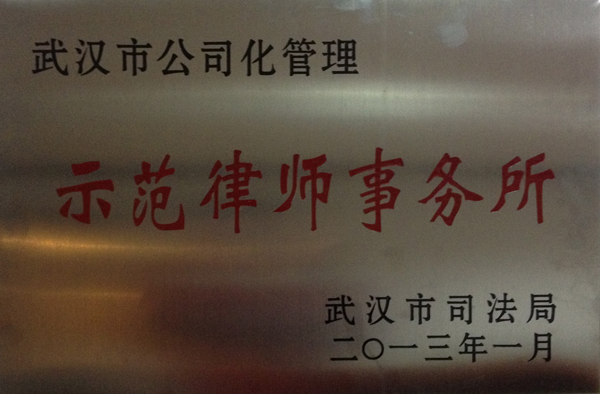 武汉市公司化管理
示范律师事务所
武汉市司法局
二〇一三年一月